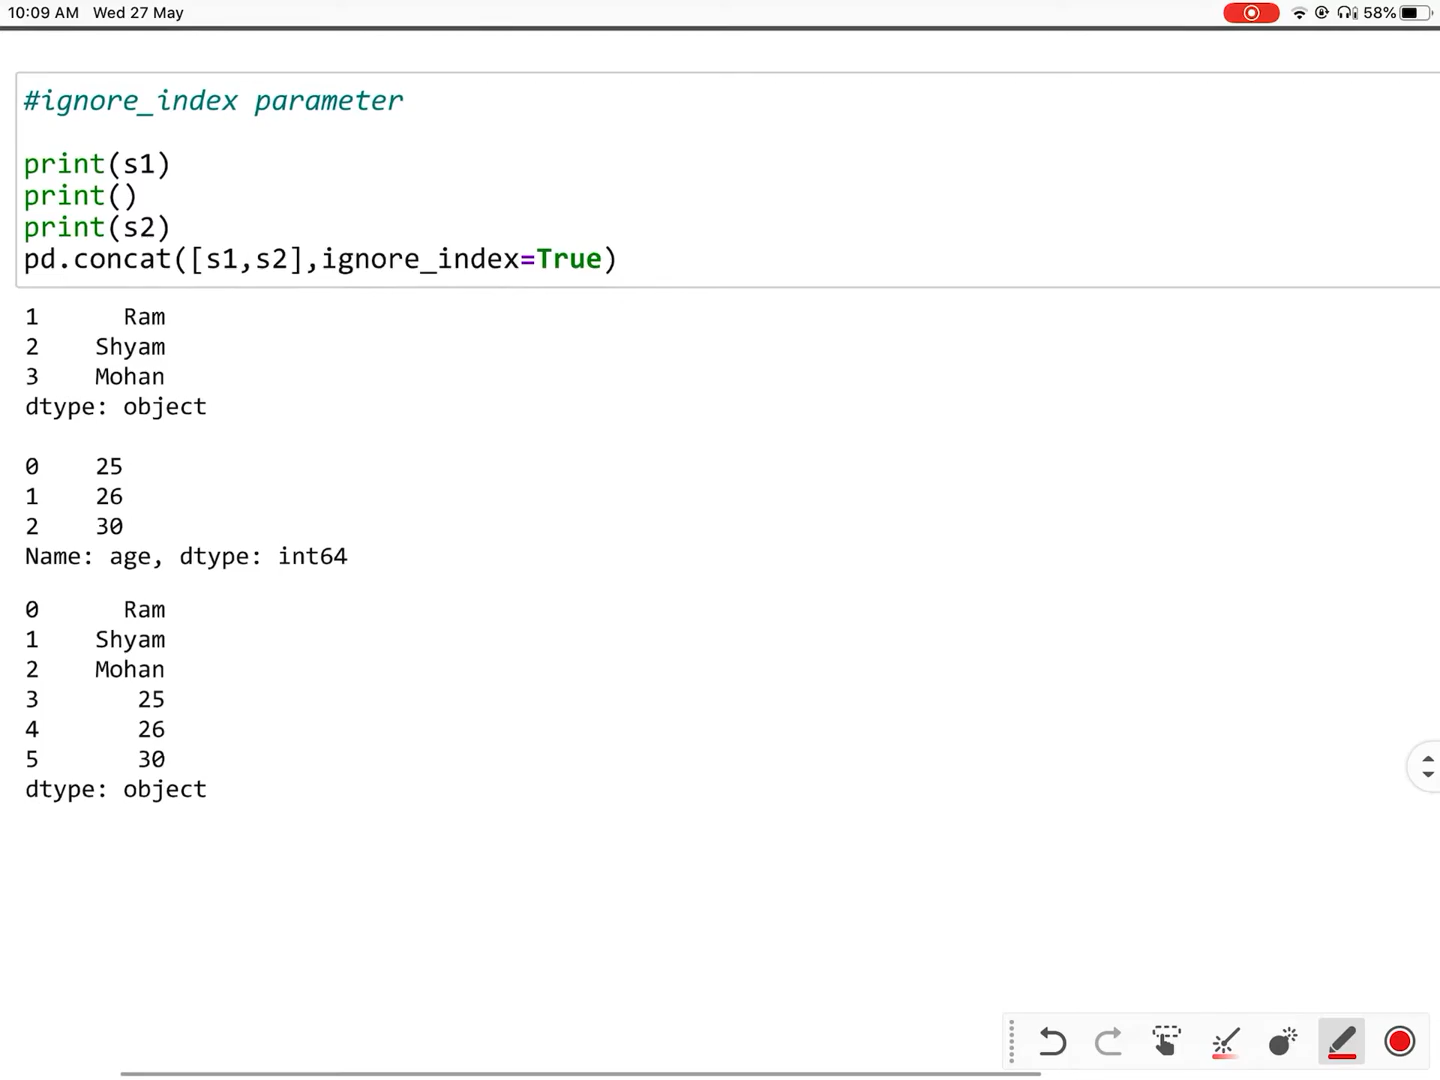 10:09 AM Wed 27 May
58%
#ignore_index parameter
print(s1)
print()
print(s2)
pd.concat([s1,s2],ignore_index=True)
1 Ram
2 Shyam
3 Mohan
dtype: object
0 25
1 26
2 30
Name: age, dtype: int64
0 Ram
1 Shyam
2 Mohan
3 25
4 26
5 30
dtype: object